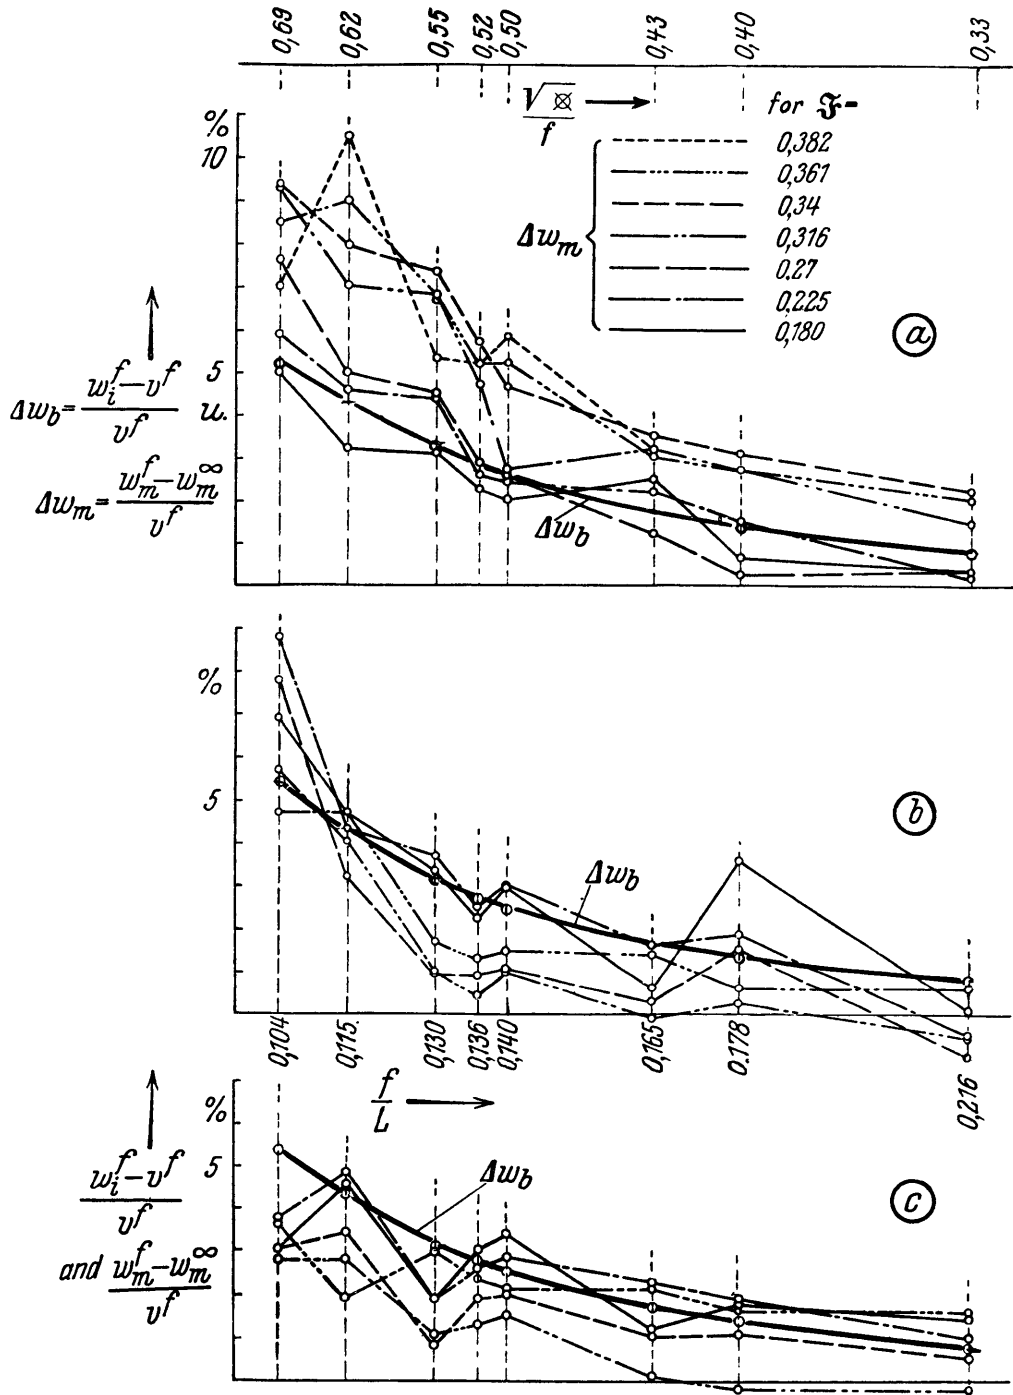 0,69 0,62 0,55 0,52 0,50 0,43 0,40 0,33
√⊠ / f
for 𝔉=
% 
10
5
u.
0,382
0,361
0,34
0,316
0,27
0,225
0,180
Δw_m
a
Δw_b = (w_i^f − v^f) / v^f
Δw_m = (w_m^f − w_m^∞) / v^f
Δw_b
%
5
b
Δw_b
0,104 0,115. 0,130 0,136 0,140 0,165 0.178 0,216
f / L
%
5
Δw_b
c
(w_i^f − v^f) / v^f
and (w_m^f − w_m^∞) / v^f